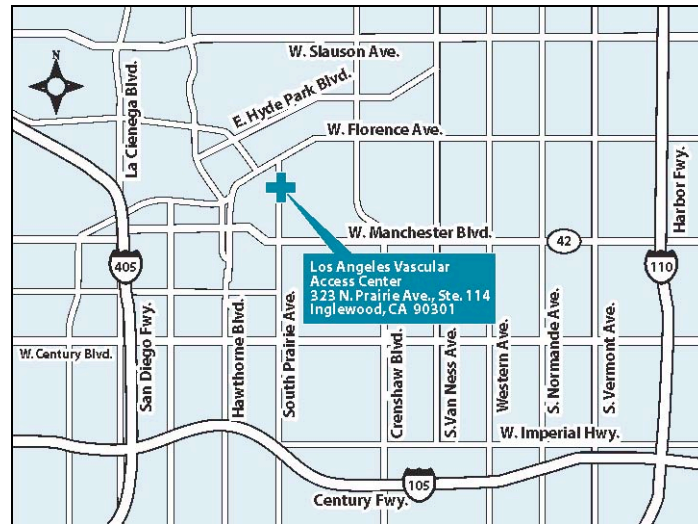 W. Slauson Ave.
N
La Cienega Blvd.
E. Hyde Park Blvd.
W. Florence Ave.
Harbor Fwy.
W. Manchester Blvd.
42
405
110
Los Angeles Vascular
Access Center
323 N. Prairie Ave., Ste. 114
Inglewood, CA 90301
W. Century Blvd.
San Diego Fwy.
Hawthorne Blvd.
South Prairie Ave.
Crenshaw Blvd.
S. Van Ness Ave.
Western Ave.
S. Normandie Ave.
S. Vermont Ave.
W. Imperial Hwy.
105
Century Fwy.